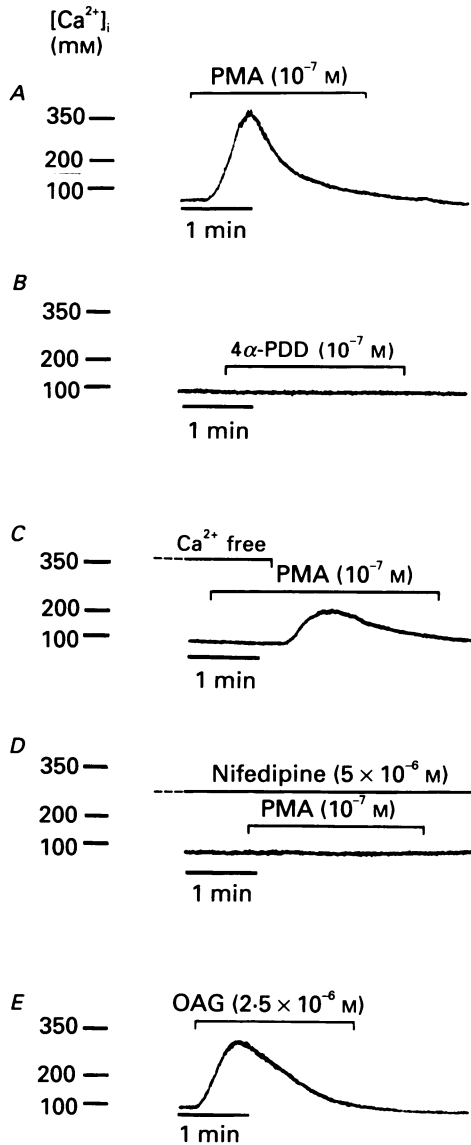 [Ca²⁺]ᵢ
(mM)
A
PMA (10⁻⁷ M)
350
200
100
1 min
B
350
4α-PDD (10⁻⁷ M)
200
100
1 min
C
Ca²⁺ free
350
PMA (10⁻⁷ M)
200
100
1 min
D
350
Nifedipine (5 × 10⁻⁶ M)
200
PMA (10⁻⁷ M)
100
1 min
E
OAG (2·5 × 10⁻⁶ M)
350
200
100
1 min